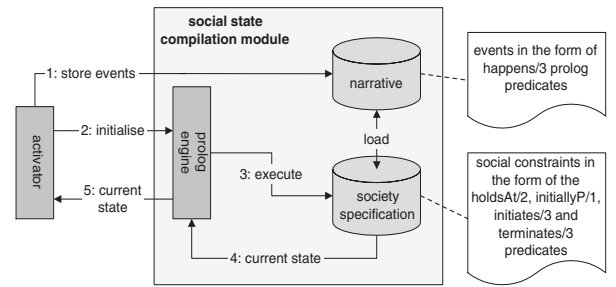 social state
compilation module
1: store events
narrative
events in the form of
happens/3 prolog
predicates
activator
2: initialise
prolog
engine
load
3: execute
5: current
state
society
specification
4: current state
social constraints in
the form of the
holdsAt/2, initiallyP/1,
initiates/3 and
terminates/3
predicates